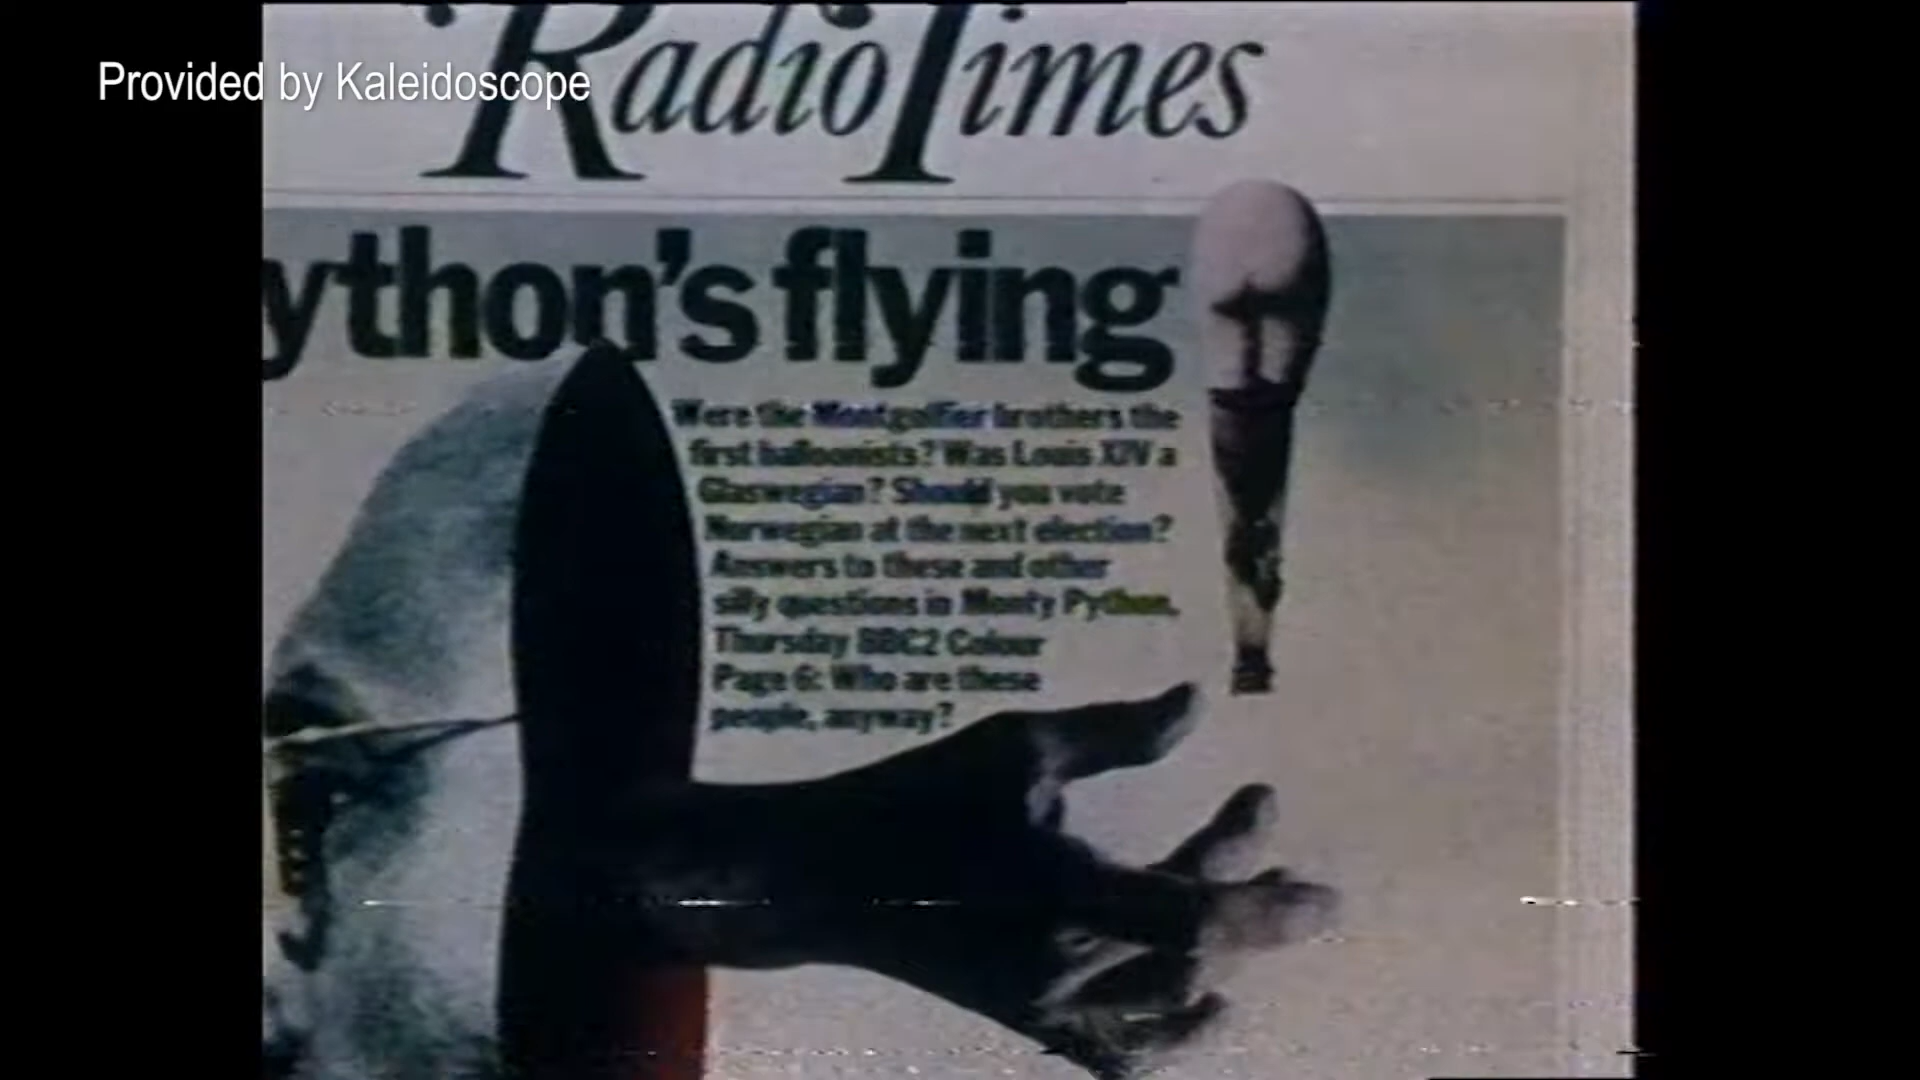 Provided by Kaleidoscope
RadioTimes
ython's flying
Were the Montgolfier brothers the
first balloonists? Was Louis XIV a
Glaswegian? Should you vote
Norwegian at the next election?
Answers to these and other
silly questions in Monty Python,
Thursday BBC2 Colour
Page 6: Who are these
people, anyway?